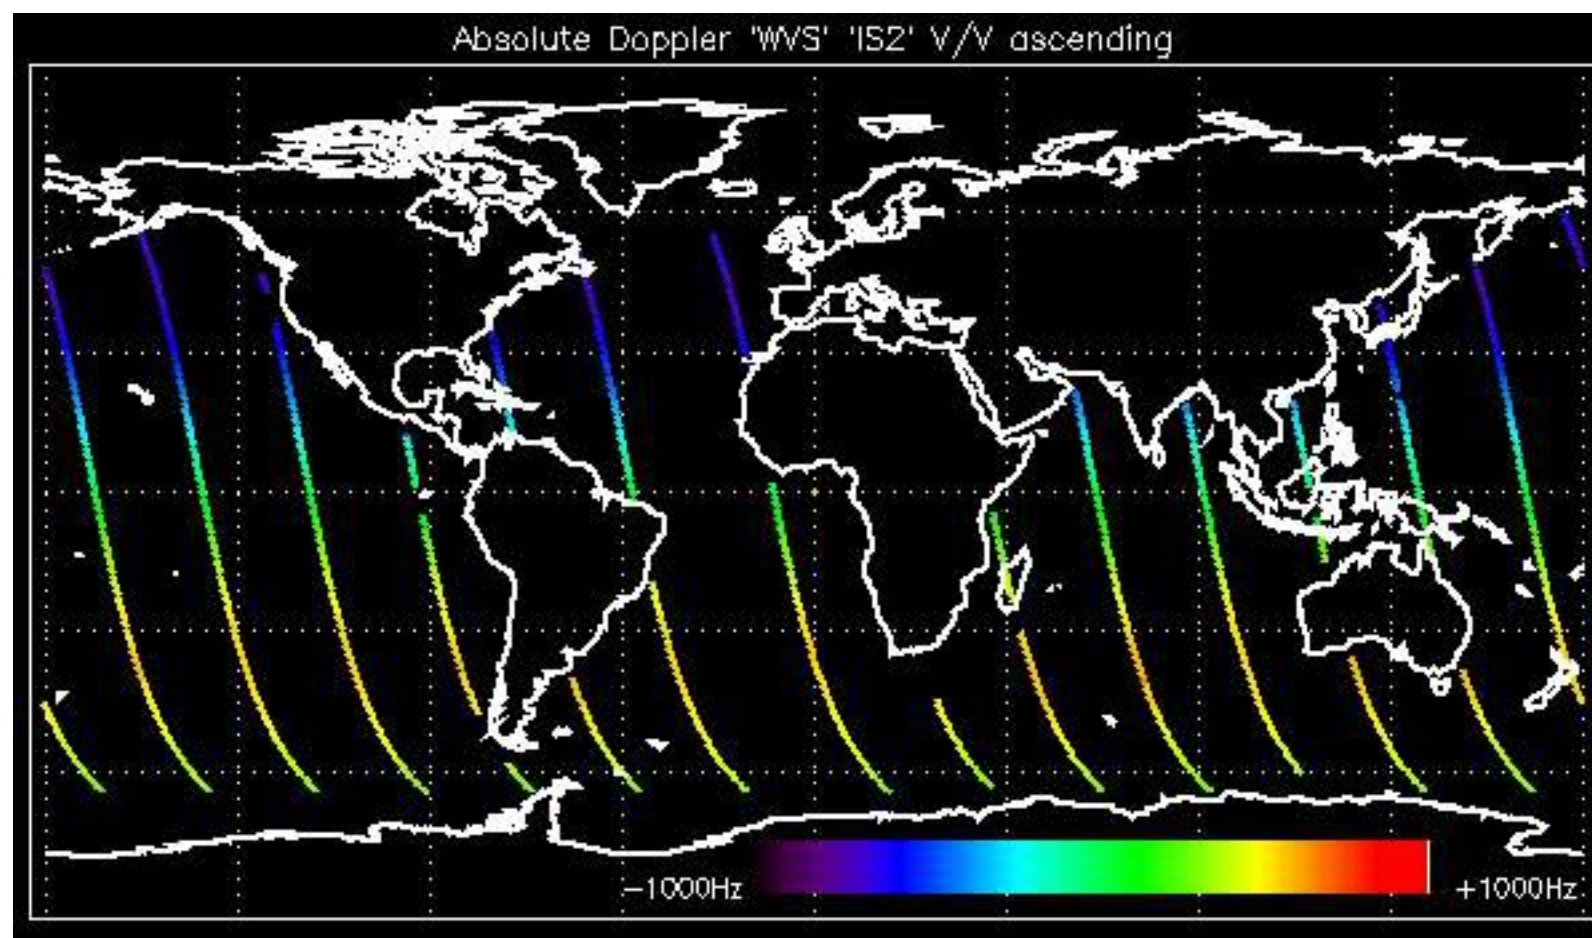 Absolute Doppler 'WVS' 'IS2' V/V ascending
-1000Hz
+1000Hz